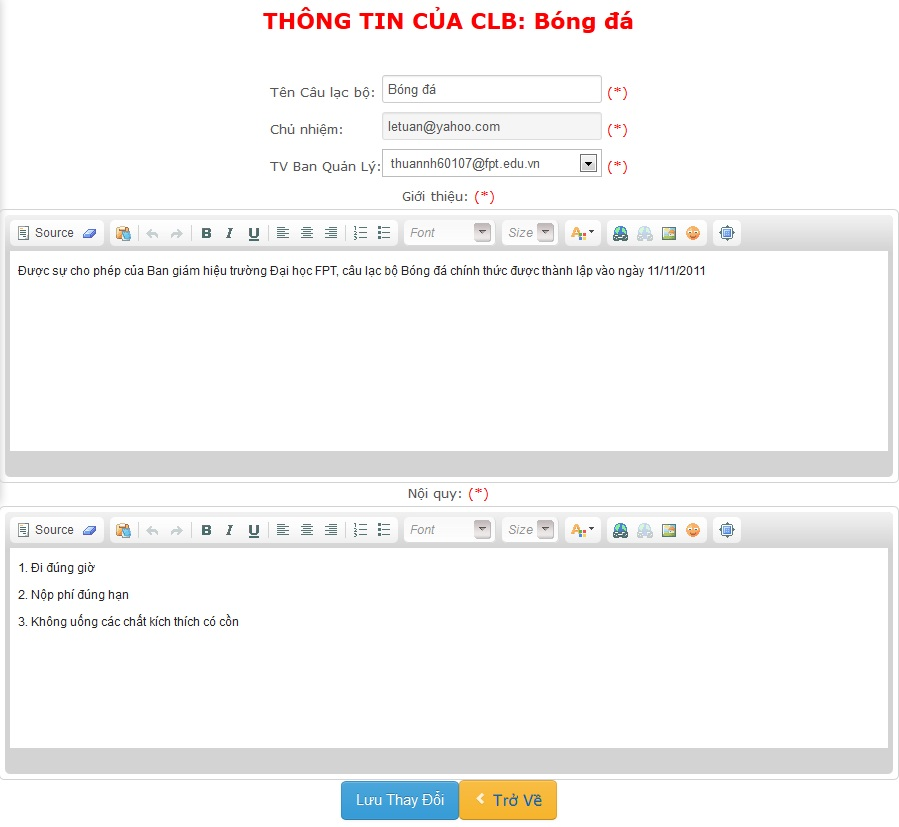 THÔNG TIN CỦA CLB: Bóng đá
Tên Câu lạc bộ: Bóng đá (*)
Chủ nhiệm: letuan@yahoo.com (*)
TV Ban Quản Lý: thuannh60107@fpt.edu.vn (*)
Giới thiệu: (*)
Source B I U Font Size A
Được sự cho phép của Ban giám hiệu trường Đại học FPT, câu lạc bộ Bóng đá chính thức được thành lập vào ngày 11/11/2011
Nội quy: (*)
Source B I U Font Size A
1. Đi đúng giờ
2. Nộp phí đúng hạn
3. Không uống các chất kích thích có cồn
Lưu Thay Đổi Trở Về